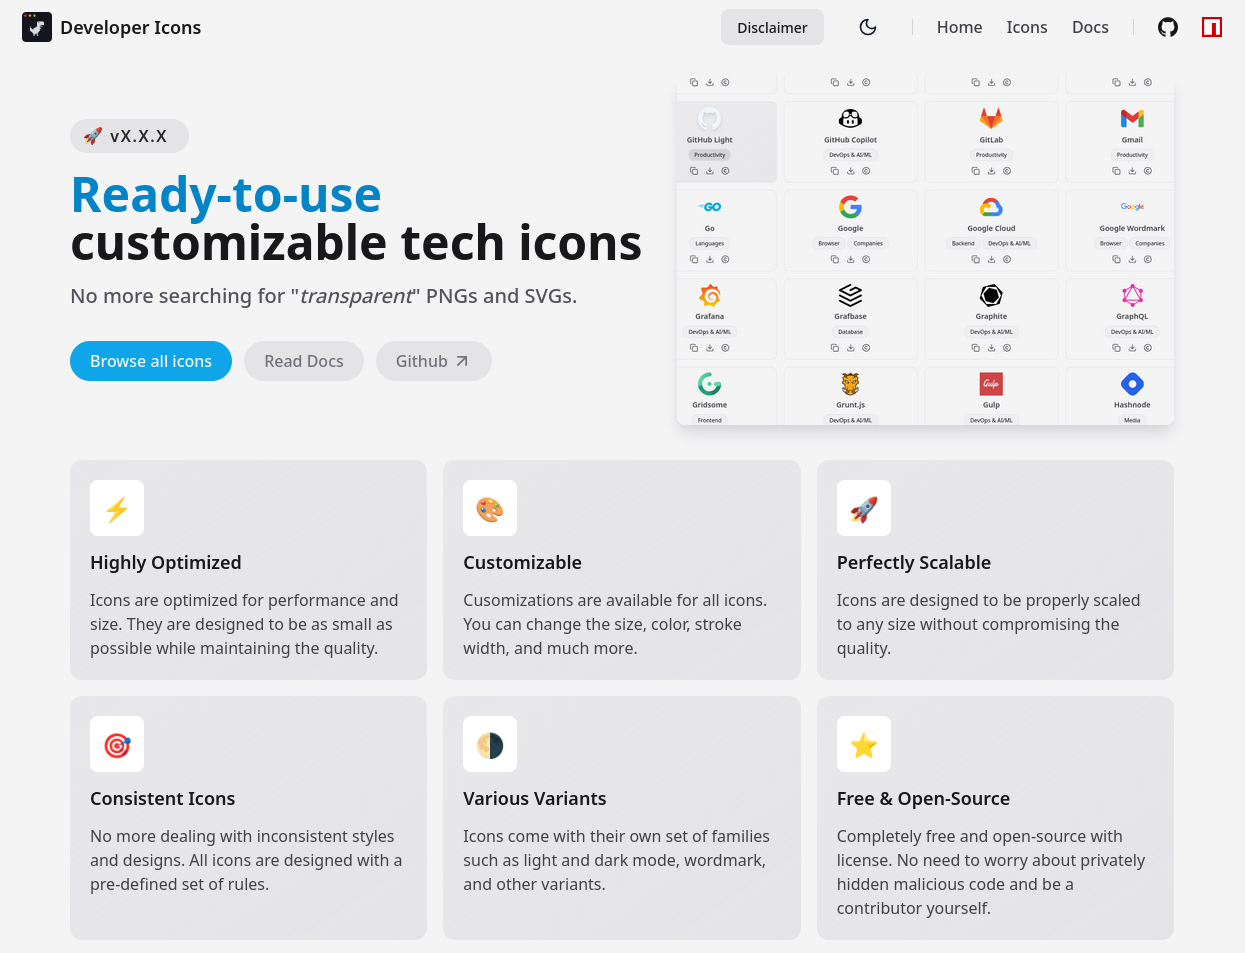 Developer Icons
Disclaimer
Home
Icons
Docs
🚀 vX.X.X
Ready-to-use
customizable tech icons
No more searching for "transparent" PNGs and SVGs.
Browse all icons
Read Docs
Github
GitHub Light
GitHub Copilot
GitLab
Gmail
Productivity
DevOps & AI/ML
Productivity
Productivity
GO
Google
Go
Google
Google Cloud
Google Wordmark
Languages
Browser
Companies
Backend
DevOps & AI/ML
Browser
Companies
Grafana
Grafbase
Graphite
GraphQL
DevOps & AI/ML
Database
DevOps & AI/ML
DevOps & AI/ML
Gulp
Gridsome
Grunt.js
Gulp
Hashnode
Frontend
DevOps & AI/ML
DevOps & AI/ML
Media
Highly Optimized
Icons are optimized for performance and
size. They are designed to be as small as
possible while maintaining the quality.
Customizable
Cusomizations are available for all icons.
You can change the size, color, stroke
width, and much more.
Perfectly Scalable
Icons are designed to be properly scaled
to any size without compromising the
quality.
Consistent Icons
No more dealing with inconsistent styles
and designs. All icons are designed with a
pre-defined set of rules.
Various Variants
Icons come with their own set of families
such as light and dark mode, wordmark,
and other variants.
Free & Open-Source
Completely free and open-source with
license. No need to worry about privately
hidden malicious code and be a
contributor yourself.